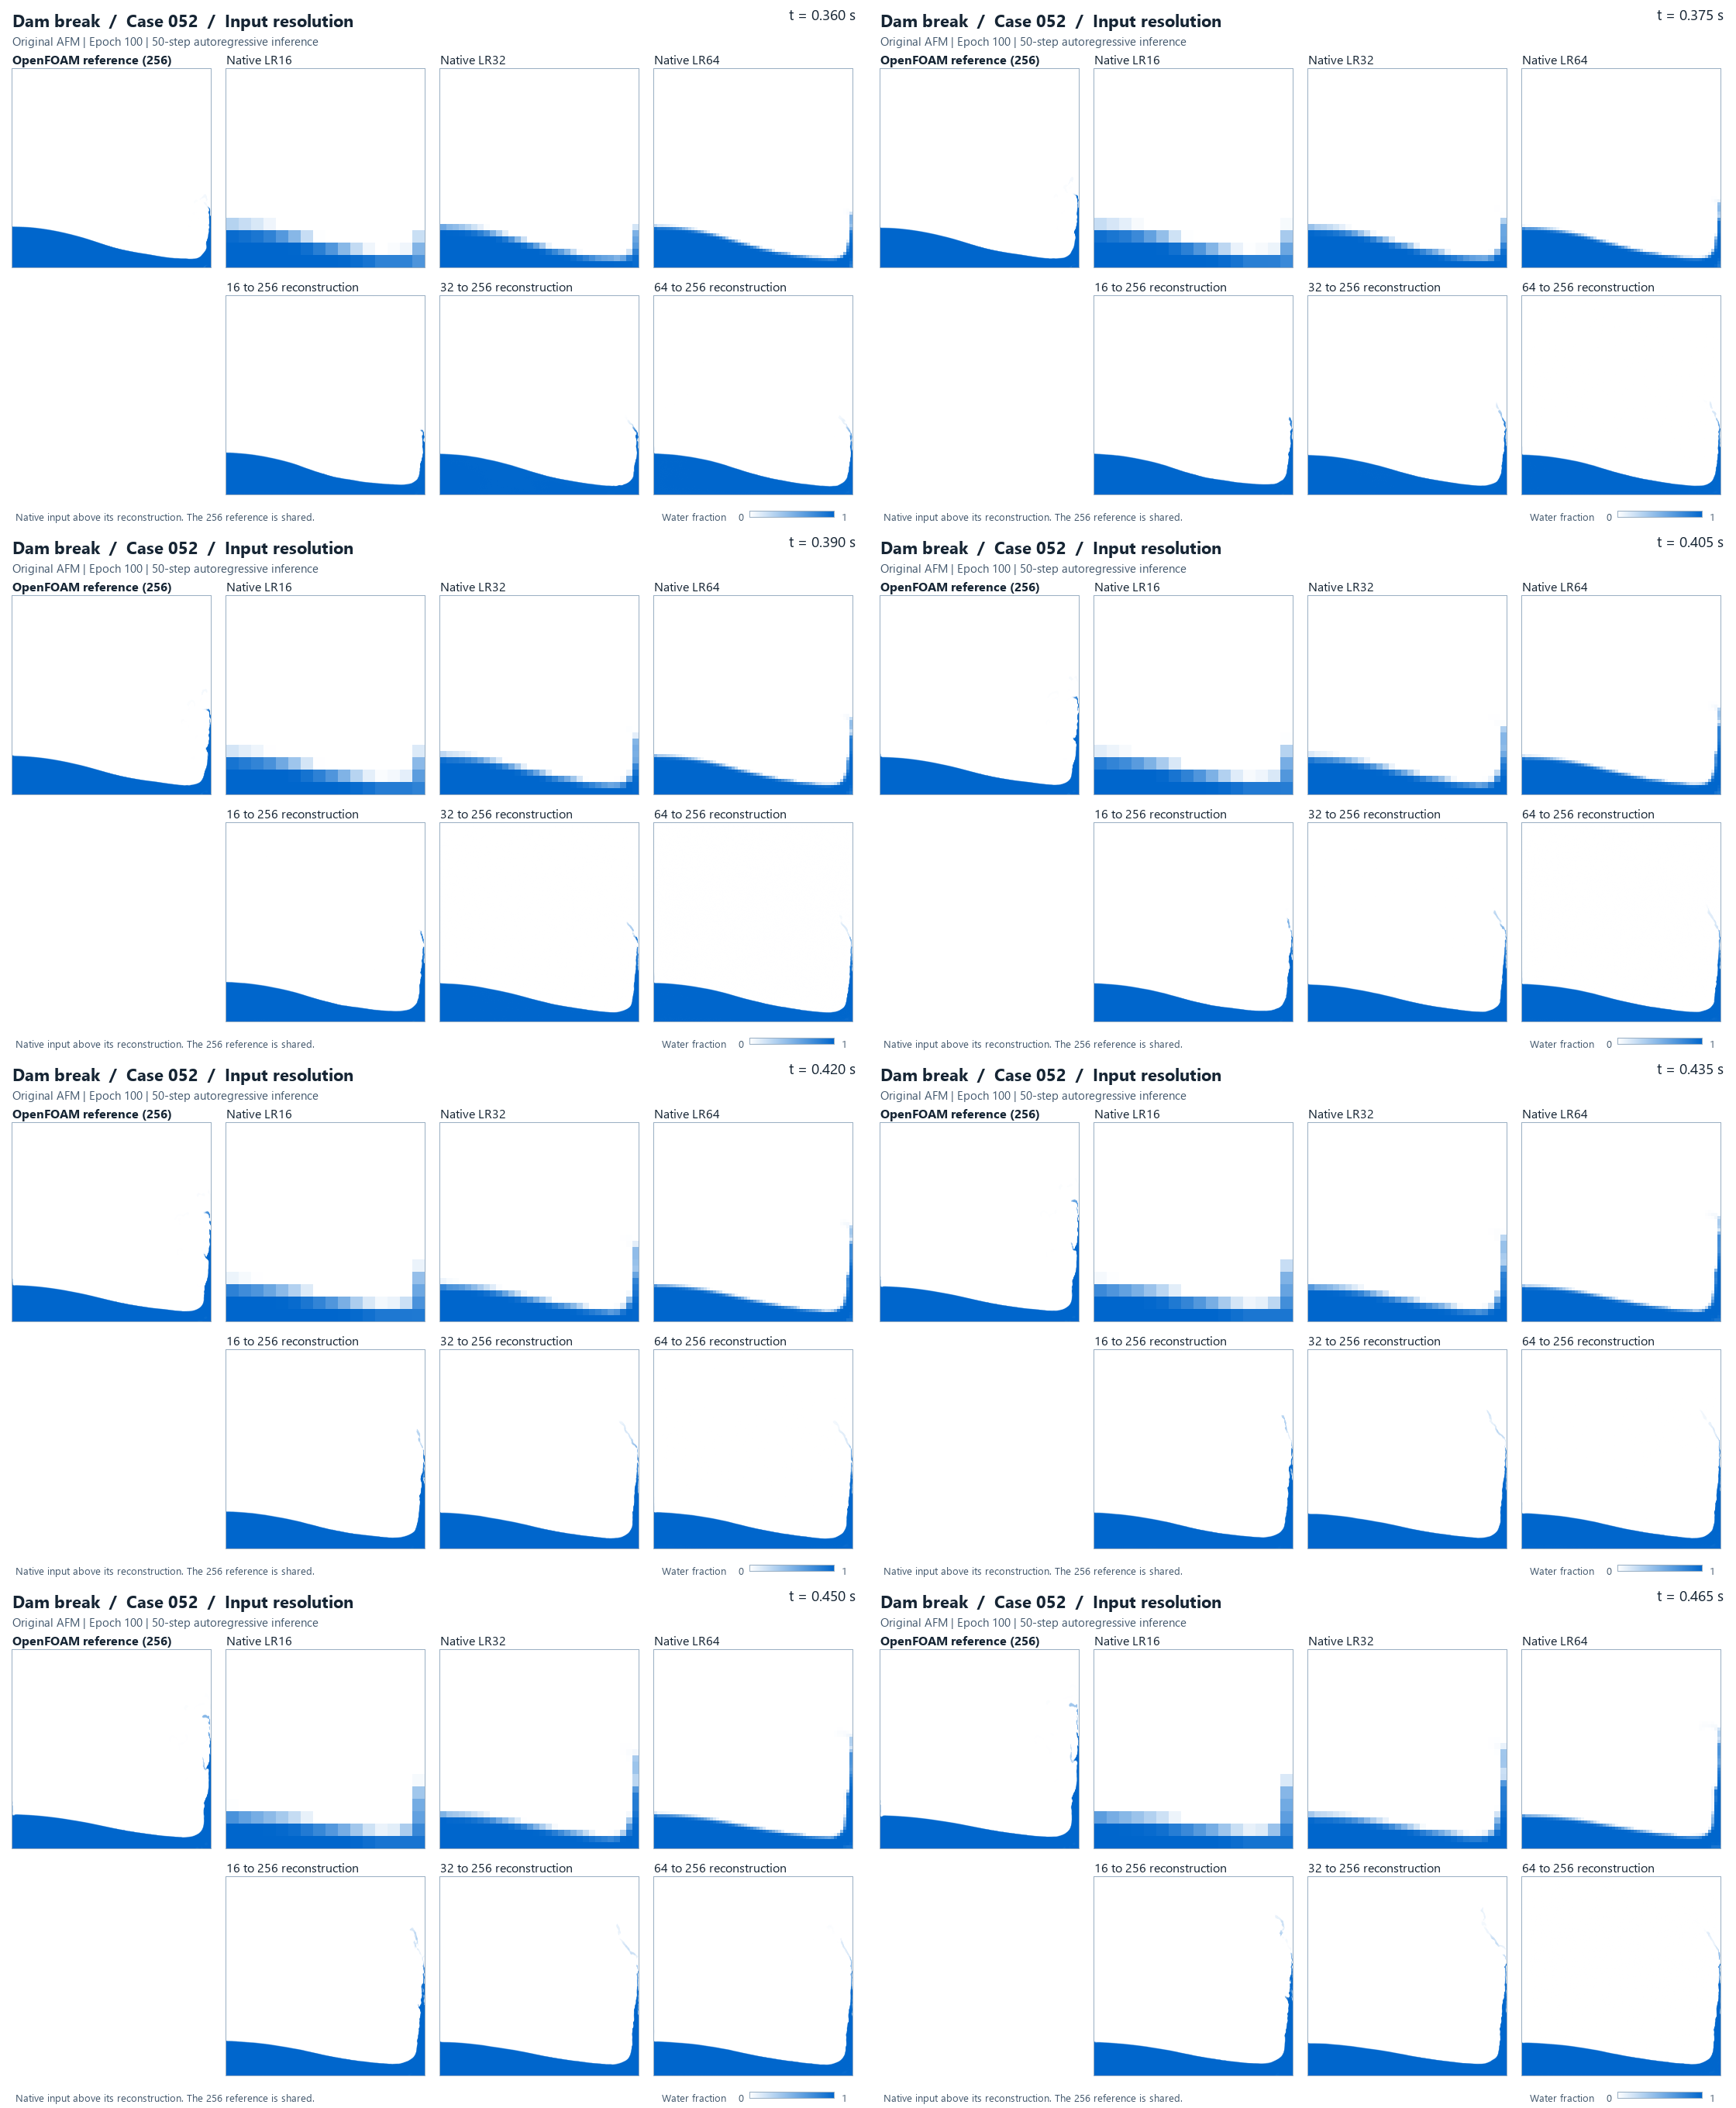 Dam break / Case 052 / Input resolution
t = 0.360 s
Original AFM | Epoch 100 | 50-step autoregressive inference
OpenFOAM reference (256)
Native LR16
Native LR32
Native LR64
16 to 256 reconstruction
32 to 256 reconstruction
64 to 256 reconstruction
Native input above its reconstruction. The 256 reference is shared.
Water fraction 0 1
Dam break / Case 052 / Input resolution
t = 0.375 s
Original AFM | Epoch 100 | 50-step autoregressive inference
OpenFOAM reference (256)
Native LR16
Native LR32
Native LR64
16 to 256 reconstruction
32 to 256 reconstruction
64 to 256 reconstruction
Native input above its reconstruction. The 256 reference is shared.
Water fraction 0 1
Dam break / Case 052 / Input resolution
t = 0.390 s
Original AFM | Epoch 100 | 50-step autoregressive inference
OpenFOAM reference (256)
Native LR16
Native LR32
Native LR64
16 to 256 reconstruction
32 to 256 reconstruction
64 to 256 reconstruction
Native input above its reconstruction. The 256 reference is shared.
Water fraction 0 1
Dam break / Case 052 / Input resolution
t = 0.405 s
Original AFM | Epoch 100 | 50-step autoregressive inference
OpenFOAM reference (256)
Native LR16
Native LR32
Native LR64
16 to 256 reconstruction
32 to 256 reconstruction
64 to 256 reconstruction
Native input above its reconstruction. The 256 reference is shared.
Water fraction 0 1
Dam break / Case 052 / Input resolution
t = 0.420 s
Original AFM | Epoch 100 | 50-step autoregressive inference
OpenFOAM reference (256)
Native LR16
Native LR32
Native LR64
16 to 256 reconstruction
32 to 256 reconstruction
64 to 256 reconstruction
Native input above its reconstruction. The 256 reference is shared.
Water fraction 0 1
Dam break / Case 052 / Input resolution
t = 0.435 s
Original AFM | Epoch 100 | 50-step autoregressive inference
OpenFOAM reference (256)
Native LR16
Native LR32
Native LR64
16 to 256 reconstruction
32 to 256 reconstruction
64 to 256 reconstruction
Native input above its reconstruction. The 256 reference is shared.
Water fraction 0 1
Dam break / Case 052 / Input resolution
t = 0.450 s
Original AFM | Epoch 100 | 50-step autoregressive inference
OpenFOAM reference (256)
Native LR16
Native LR32
Native LR64
16 to 256 reconstruction
32 to 256 reconstruction
64 to 256 reconstruction
Native input above its reconstruction. The 256 reference is shared.
Water fraction 0 1
Dam break / Case 052 / Input resolution
t = 0.465 s
Original AFM | Epoch 100 | 50-step autoregressive inference
OpenFOAM reference (256)
Native LR16
Native LR32
Native LR64
16 to 256 reconstruction
32 to 256 reconstruction
64 to 256 reconstruction
Native input above its reconstruction. The 256 reference is shared.
Water fraction 0 1